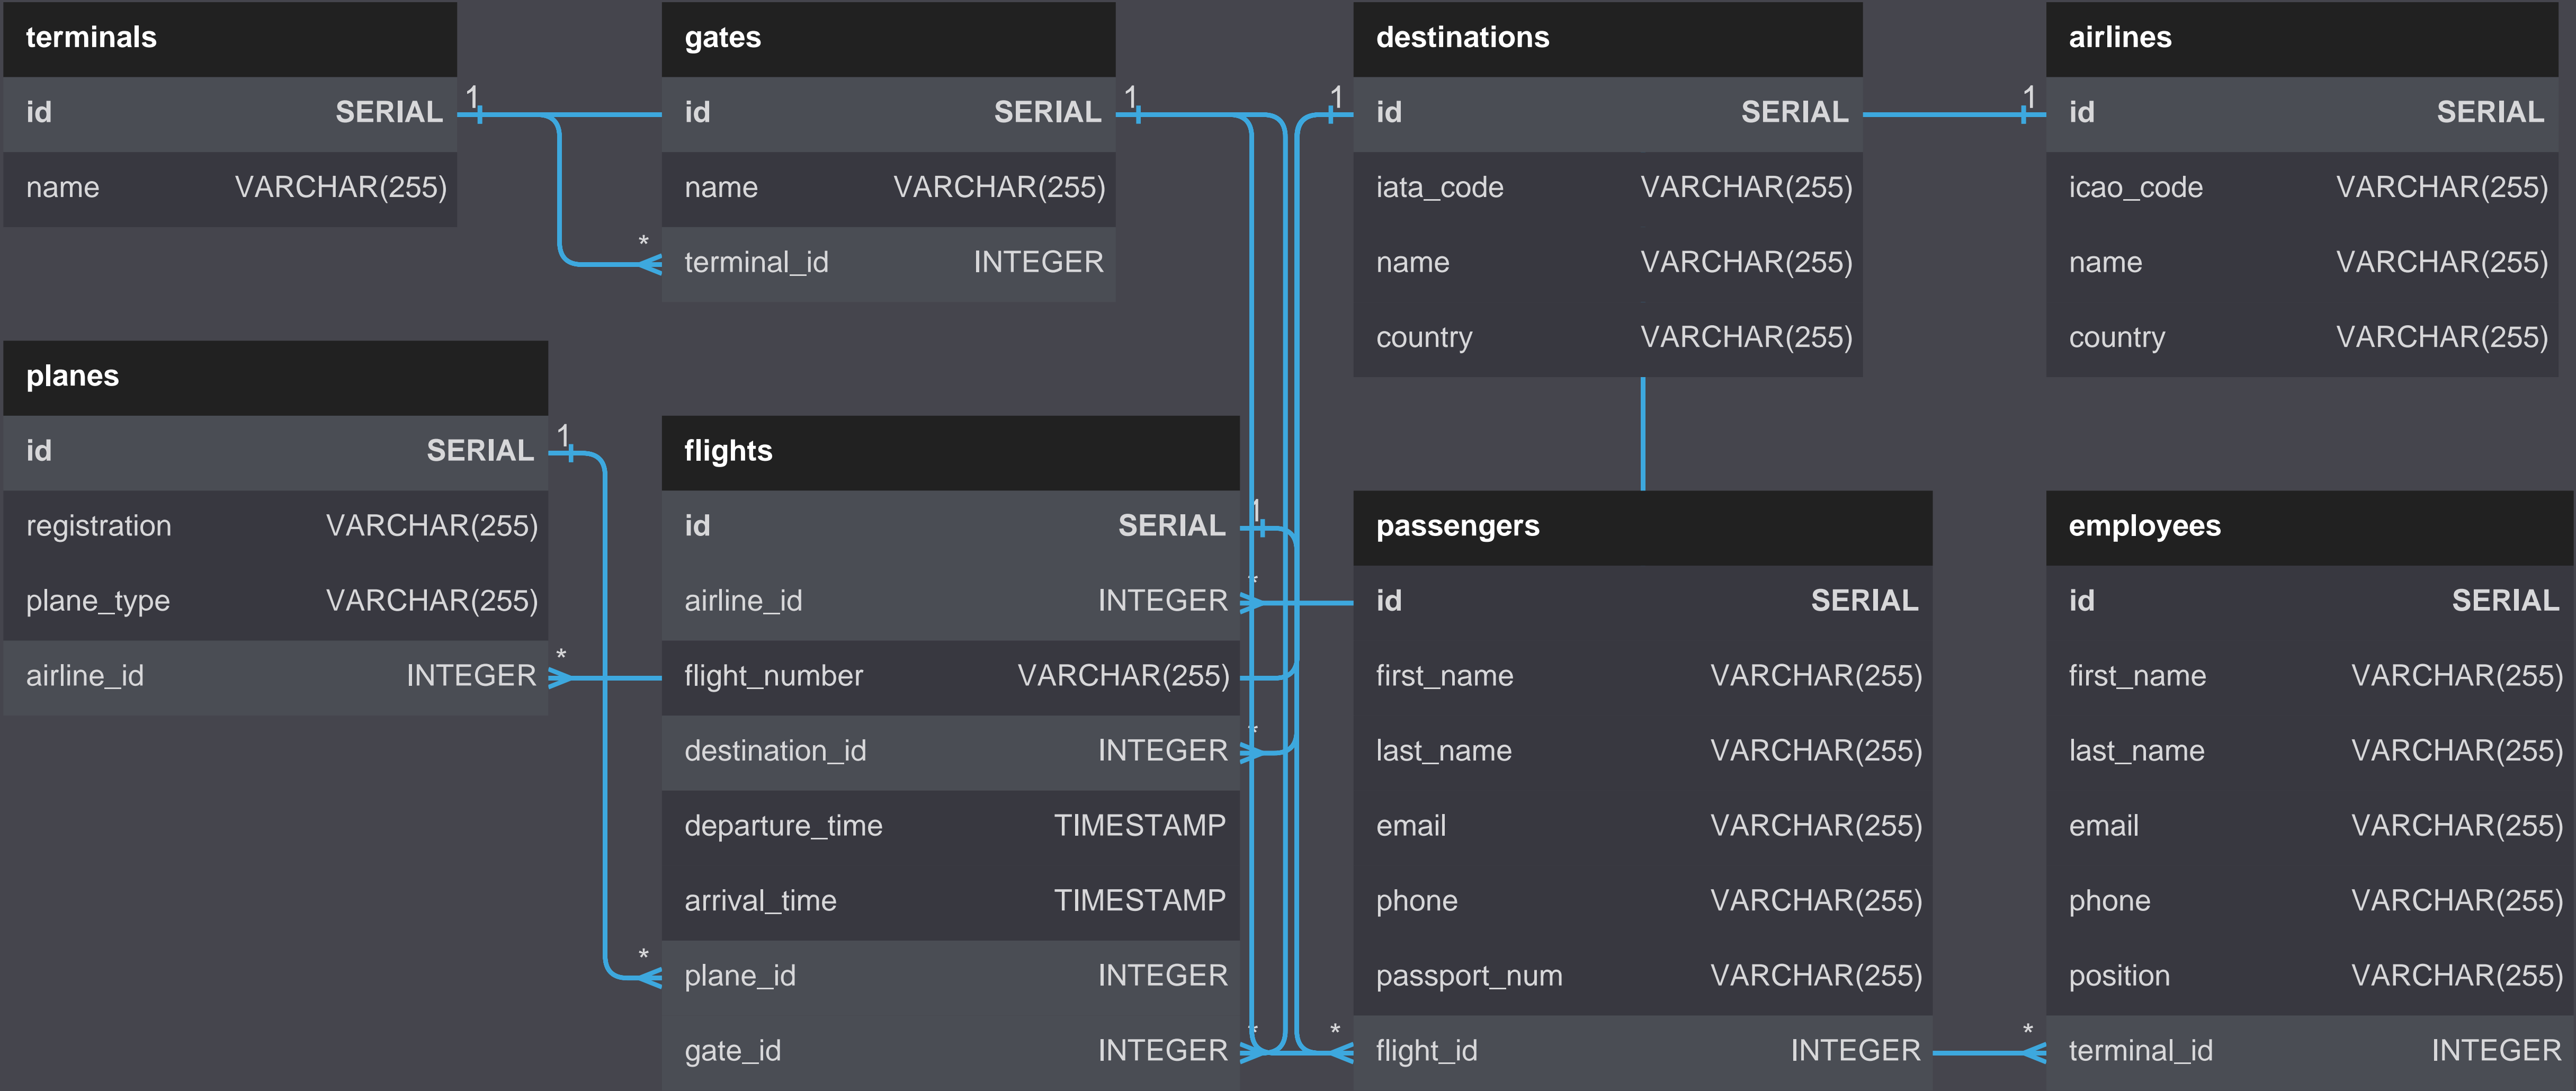 terminals
id SERIAL
name VARCHAR(255)
gates
id SERIAL
name VARCHAR(255)
terminal_id INTEGER
destinations
id SERIAL
iata_code VARCHAR(255)
name VARCHAR(255)
country VARCHAR(255)
airlines
id SERIAL
icao_code VARCHAR(255)
name VARCHAR(255)
country VARCHAR(255)
planes
id SERIAL
registration VARCHAR(255)
plane_type VARCHAR(255)
airline_id INTEGER
flights
id SERIAL
airline_id INTEGER
flight_number VARCHAR(255)
destination_id INTEGER
departure_time TIMESTAMP
arrival_time TIMESTAMP
plane_id INTEGER
gate_id INTEGER
passengers
id SERIAL
first_name VARCHAR(255)
last_name VARCHAR(255)
email VARCHAR(255)
phone VARCHAR(255)
passport_num VARCHAR(255)
flight_id INTEGER
employees
id SERIAL
first_name VARCHAR(255)
last_name VARCHAR(255)
email VARCHAR(255)
phone VARCHAR(255)
position VARCHAR(255)
terminal_id INTEGER
1
1
1
1
*
1
1
*
*
*
*
*
*
*